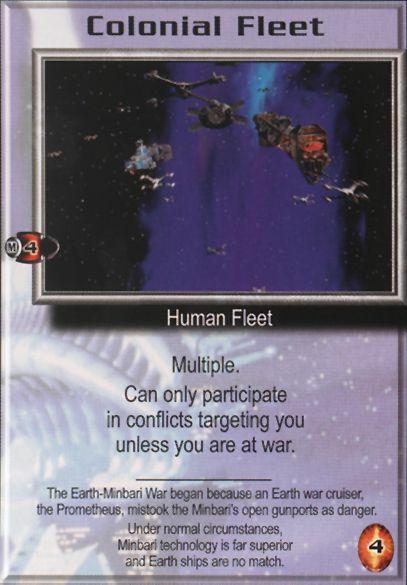 Colonial Fleet
M 4
Human Fleet
Multiple.
Can only participate
in conflicts targeting you
unless you are at war.
The Earth-Minbari War began because an Earth war cruiser,
the Prometheus, mistook the Minbari's open gunports as danger.
Under normal circumstances,
Minbari technology is far superior
and Earth ships are no match.
4